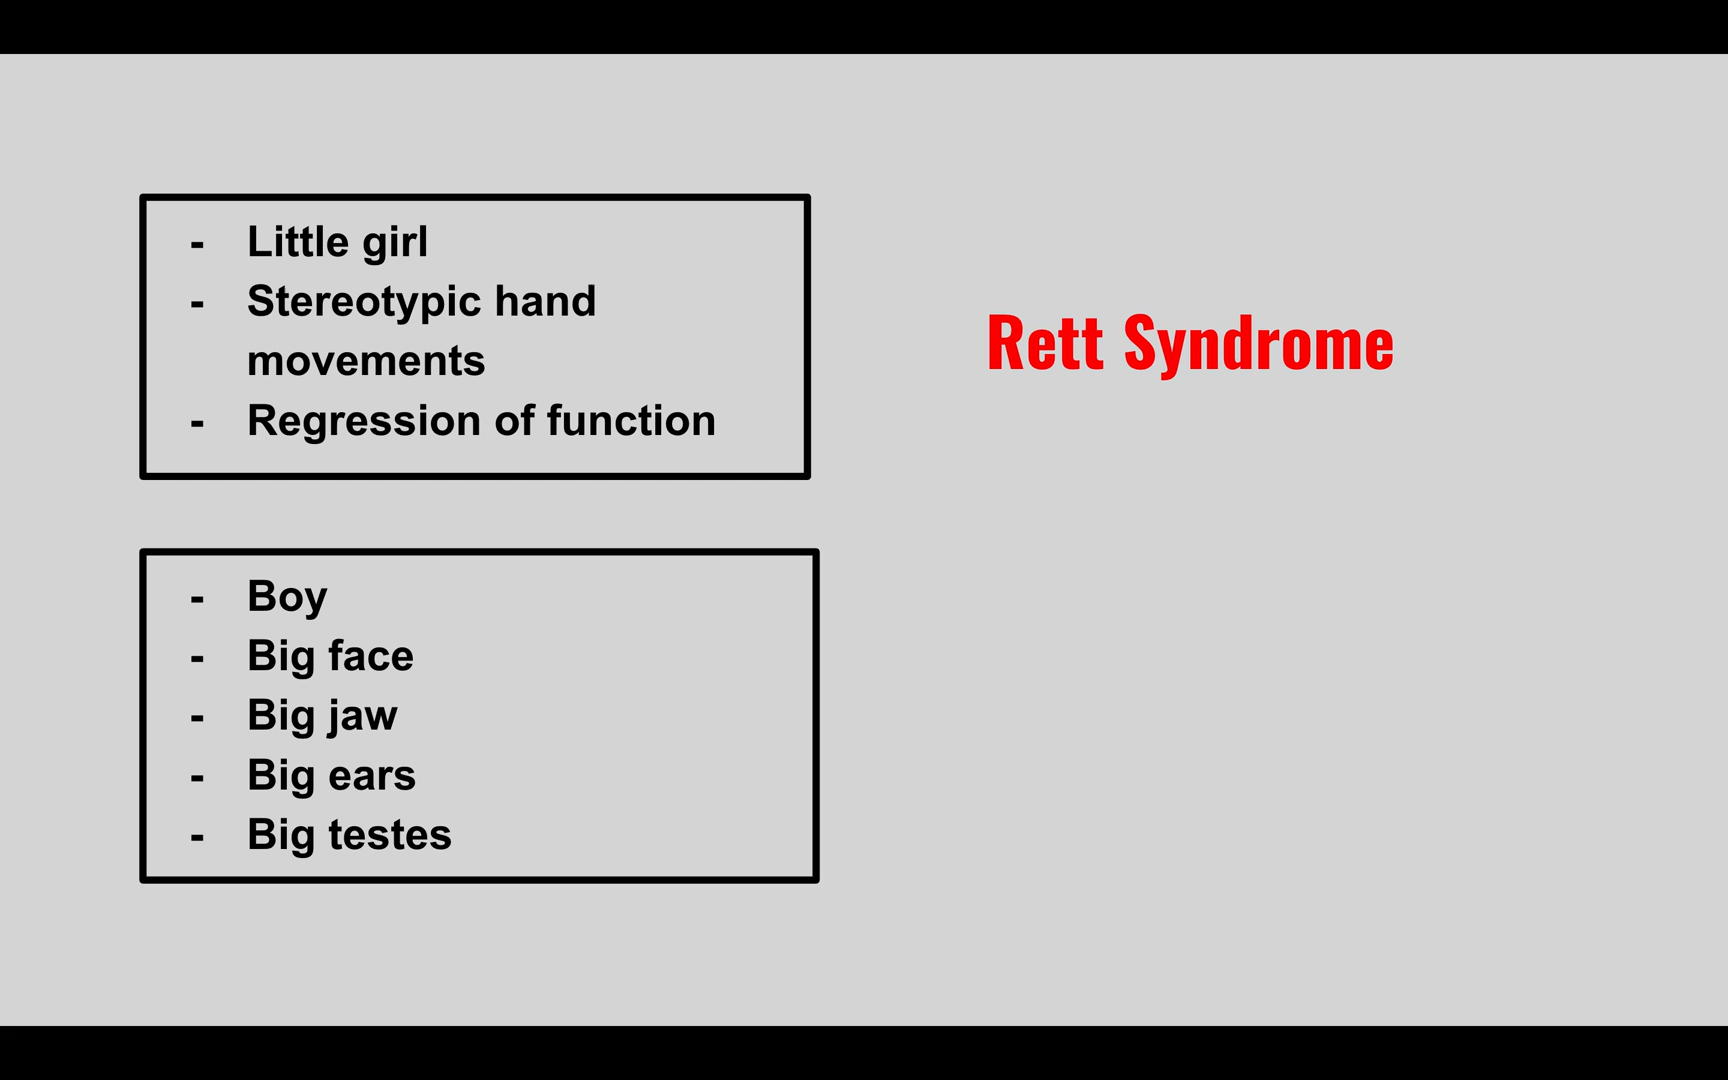 - Little girl
- Stereotypic hand
movements
- Regression of function
Rett Syndrome
- Boy
- Big face
- Big jaw
- Big ears
- Big testes